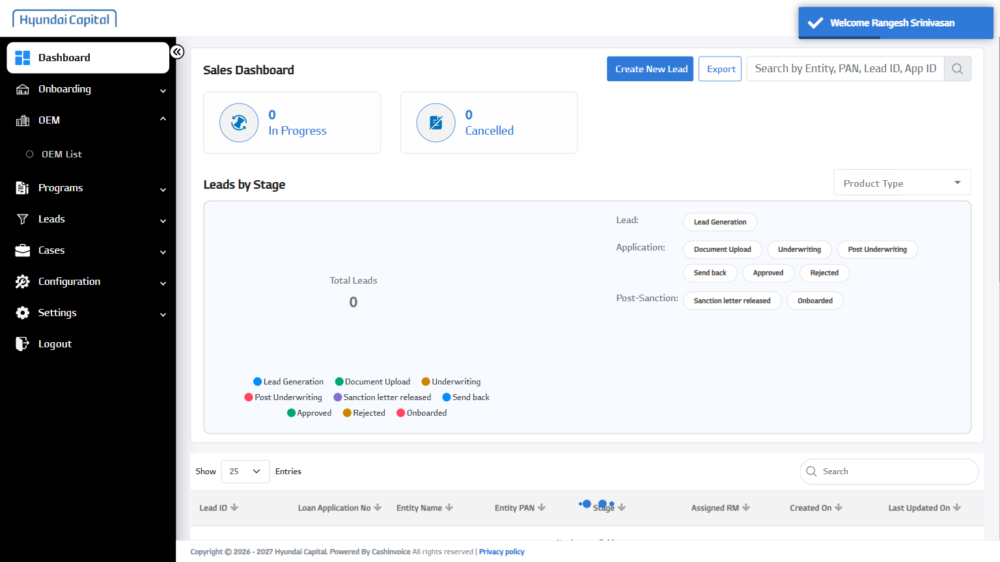 Hyundai Capital
Welcome Rangesh Srinivasan
Dashboard
Onboarding
OEM
OEM List
Programs
Leads
Cases
Configuration
Settings
Logout
Sales Dashboard
Create New Lead
Export
Search by Entity, PAN, Lead ID, App ID
0
In Progress
0
Cancelled
Leads by Stage
Product Type
Total Leads
0
Lead:
Lead Generation
Application:
Document Upload
Underwriting
Post Underwriting
Send back
Approved
Rejected
Post-Sanction:
Sanction letter released
Onboarded
Lead Generation
Document Upload
Underwriting
Post Underwriting
Sanction letter released
Send back
Approved
Rejected
Onboarded
Show 25 Entries
Search
Lead ID
Loan Application No
Entity Name
Entity PAN
Stage
Assigned RM
Created On
Last Updated On
Copyright © 2026 - 2027 Hyundai Capital. Powered By Cashinvoice All rights reserved | Privacy policy